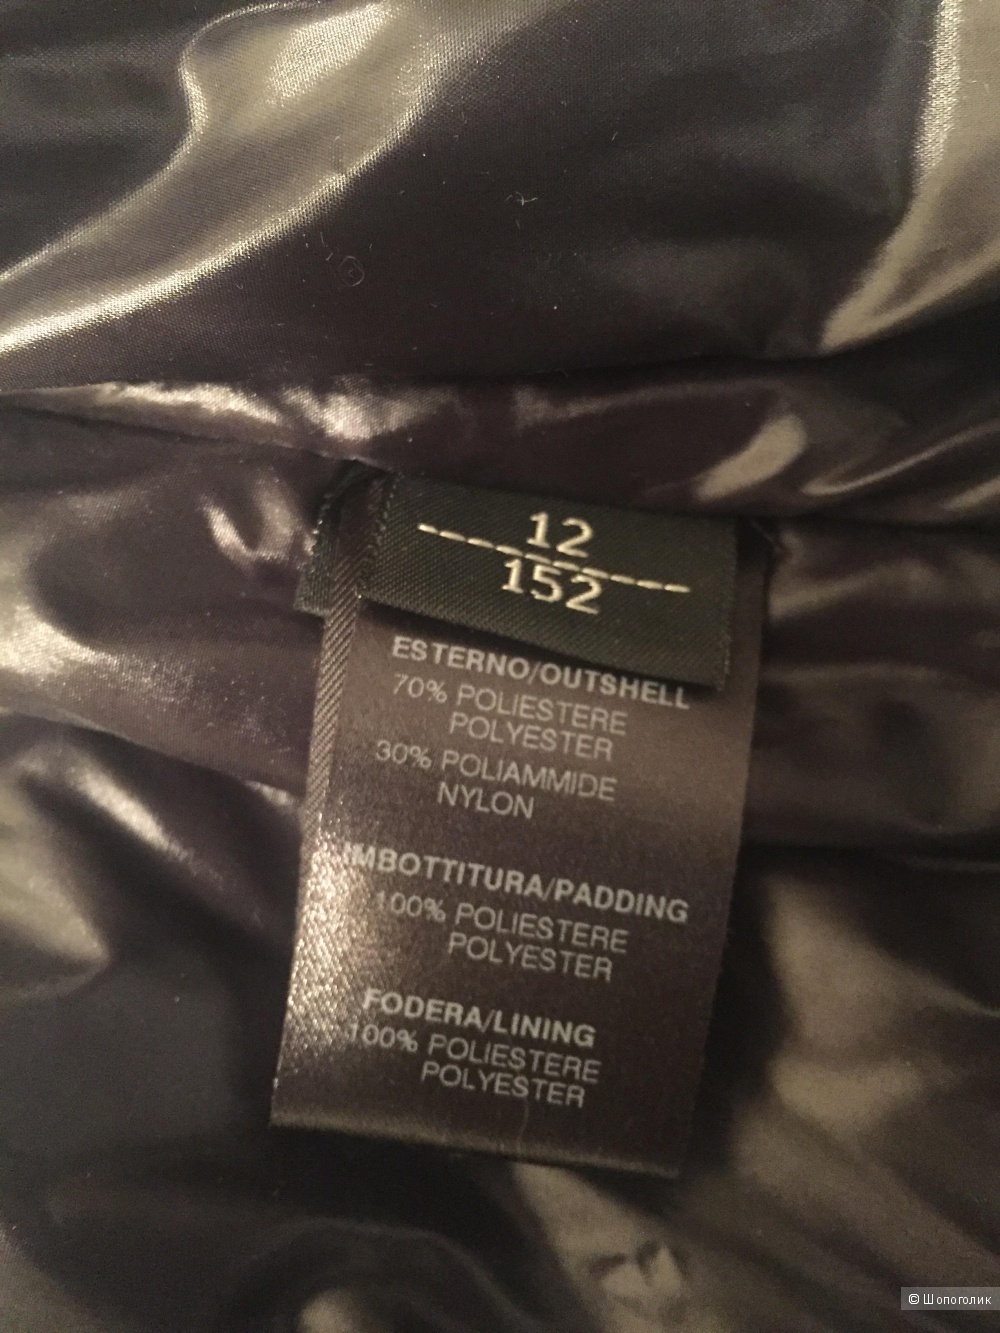 12
152
ESTERNO/OUTSHELL
70% POLIESTERE
POLYESTER
30% POLIAMMIDE
NYLON
IMBOTTITURA/PADDING
100% POLIESTERE
POLYESTER
FODERA/LINING
100% POLIESTERE
POLYESTER
© Шопоголик